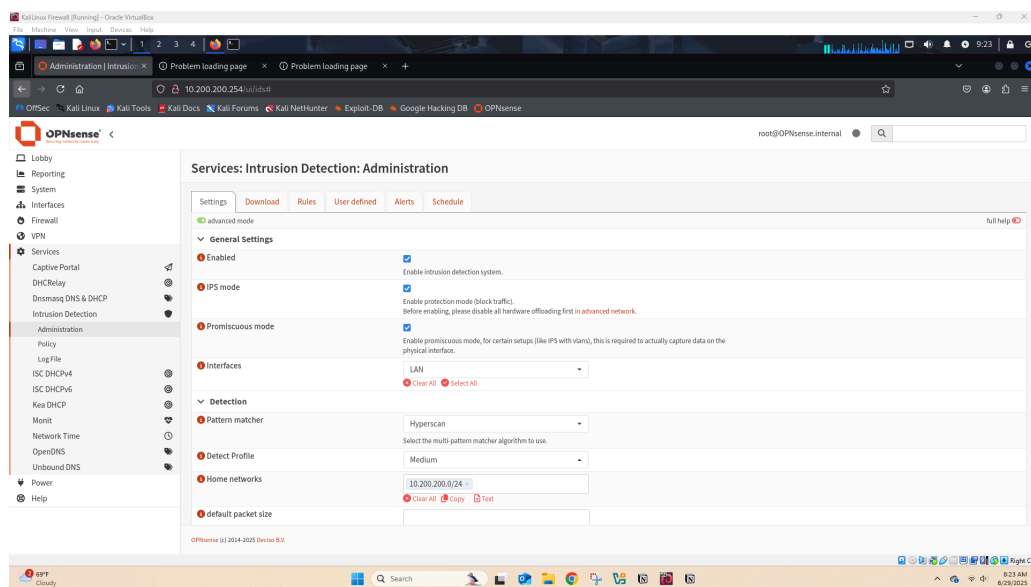 KaliLinux Firewall [Running] - Oracle VirtualBox
File Machine View Input Devices Help
1 2 3 4
9:23
Administration | Intrusion
Problem loading page
Problem loading page
10.200.200.254/ui/ids#
OffSec Kali Linux Kali Tools Kali Docs Kali Forums Kali NetHunter Exploit-DB Google Hacking DB OPNsense
OPNsense
root@OPNsense.internal
Lobby
Reporting
System
Interfaces
Firewall
VPN
Services
Captive Portal
DHCRelay
Dnsmasq DNS & DHCP
Intrusion Detection
Administration
Policy
Log File
ISC DHCPv4
ISC DHCPv6
Kea DHCP
Monit
Network Time
OpenDNS
Unbound DNS
Power
Help
Services: Intrusion Detection: Administration
Settings Download Rules User defined Alerts Schedule
advanced mode full help
General Settings
Enabled
Enable intrusion detection system.
IPS mode
Enable protection mode (block traffic).
Before enabling, please disable all hardware offloading first in advanced network.
Promiscuous mode
Enable promiscuous mode, for certain setups (like IPS with vlans), this is required to actually capture data on the
physical interface.
Interfaces
LAN
Clear All Select All
Detection
Pattern matcher
Hyperscan
Select the multi-pattern matcher algorithm to use.
Detect Profile
Medium
Home networks
10.200.200.0/24
Clear All Copy Text
default packet size
OPNsense (c) 2014-2025 Deciso B.V.
Right C
2
69°F
Cloudy
Search
8:23 AM
8/29/2025